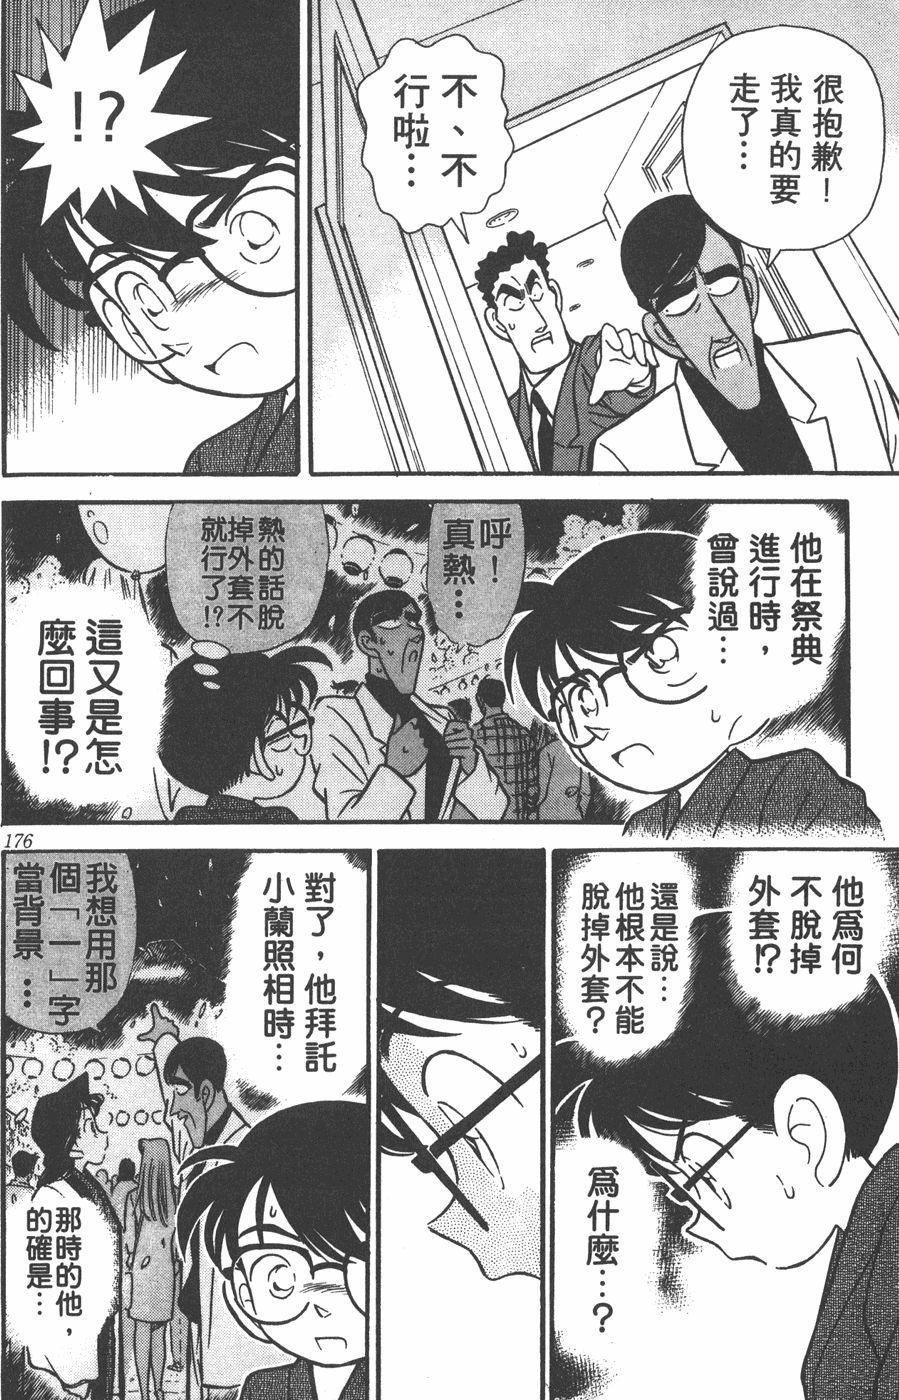 很抱歉！
我真的要
走了…
不、不
行啦…
！？
他在祭典
進行時，
曾說過…
呼！
真熱…
熱的話脫
掉外套不
就行了!?
這又是怎
麼回事!?
176
他為何
不脫掉
外套!?
還是說…
他根本不能
脫掉外套？
為什麼…？
對了，他拜託
小蘭照相時…
我想用那
個「一」字
當背景…
那時的他，
的確是…